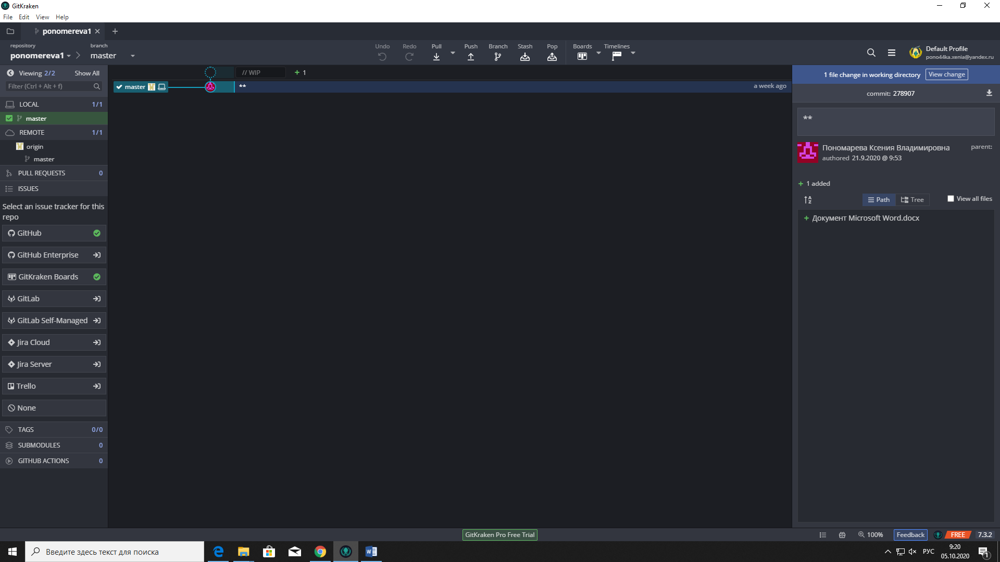 GitKraken
File Edit View Help
ponomereva1
repository
ponomereva1
branch
master
Undo
Redo
Pull
Push
Branch
Stash
Pop
Boards
Timelines
Default Profile
pono44ka.xenia@yandex.ru
Viewing 2/2
Show All
Filter (Ctrl + Alt + f)
LOCAL 1/1
master
REMOTE 1/1
origin
master
PULL REQUESTS 0
ISSUES
Select an issue tracker for this
repo
GitHub
GitHub Enterprise
GitKraken Boards
GitLab
GitLab Self-Managed
Jira Cloud
Jira Server
Trello
None
TAGS 0/0
SUBMODULES 0
GITHUB ACTIONS 0
// WIP
+ 1
master
**
a week ago
1 file change in working directory
View change
commit: 278907
**
Пономарева Ксения Владимировна
authored 21.9.2020 @ 9:53
parent:
+ 1 added
Path
Tree
View all files
+ Документ Microsoft Word.docx
GitKraken Pro Free Trial
100%
Feedback
FREE
7.3.2
Введите здесь текст для поиска
РУС
9:20
05.10.2020
1